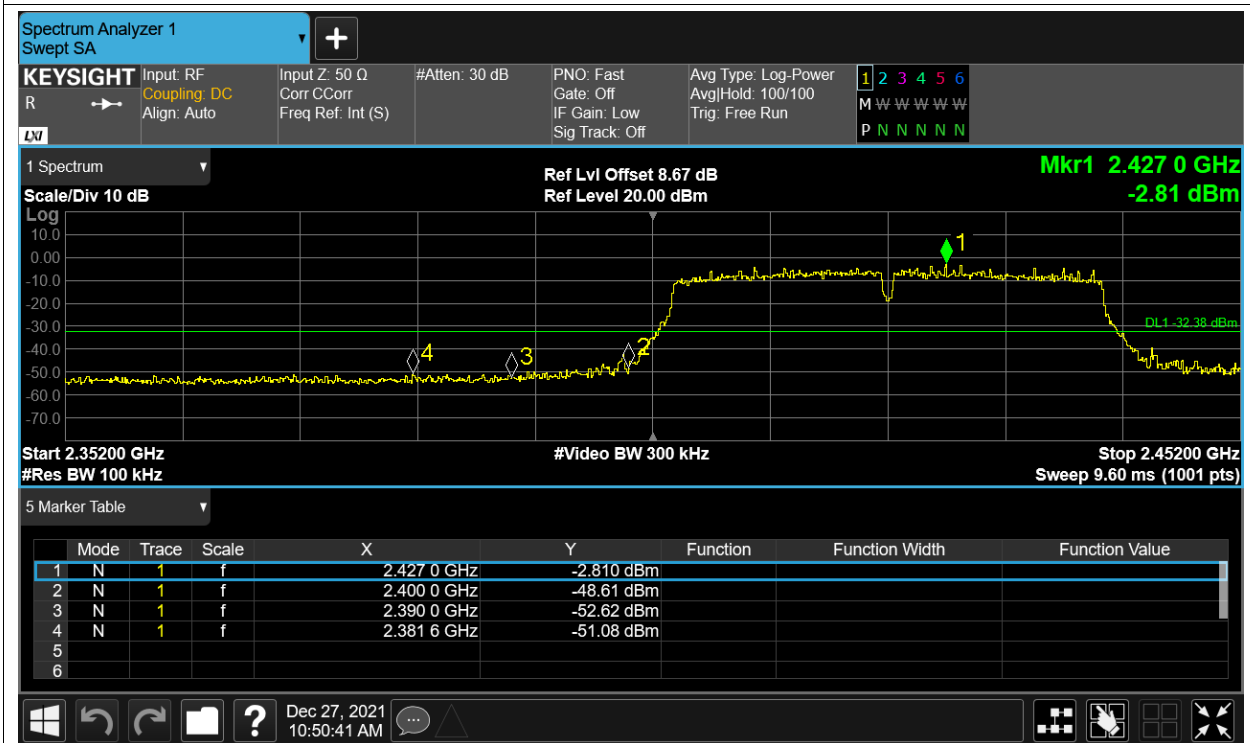 Spectrum Analyzer 1
Swept SA
+
KEYSIGHT Input: RF Input Z: 50 Ω #Atten: 30 dB PNO: Fast Avg Type: Log-Power 1 2 3 4 5 6
R Coupling: DC Corr CCorr Gate: Off Avg|Hold: 100/100 M W W W W W W
Align: Auto Freq Ref: Int (S) IF Gain: Low Trig: Free Run
LXI Sig Track: Off P N N N N N N
1 Spectrum Ref Lvl Offset 8.67 dB Mkr1 2.427 0 GHz
Scale/Div 10 dB Ref Level 20.00 dBm -2.81 dBm
Log
10.0
1
0.00
-10.0
-20.0
-30.0 DL1 -32.38 dBm
-40.0 4 3 2
-50.0
-60.0
-70.0
Start 2.35200 GHz #Video BW 300 kHz Stop 2.45200 GHz
#Res BW 100 kHz Sweep 9.60 ms (1001 pts)
5 Marker Table
Mode Trace Scale X Y Function Function Width Function Value
1 N 1 f 2.427 0 GHz -2.810 dBm
2 N 1 f 2.400 0 GHz -48.61 dBm
3 N 1 f 2.390 0 GHz -52.62 dBm
4 N 1 f 2.381 6 GHz -51.08 dBm
5
6
? Dec 27, 2021
10:50:41 AM